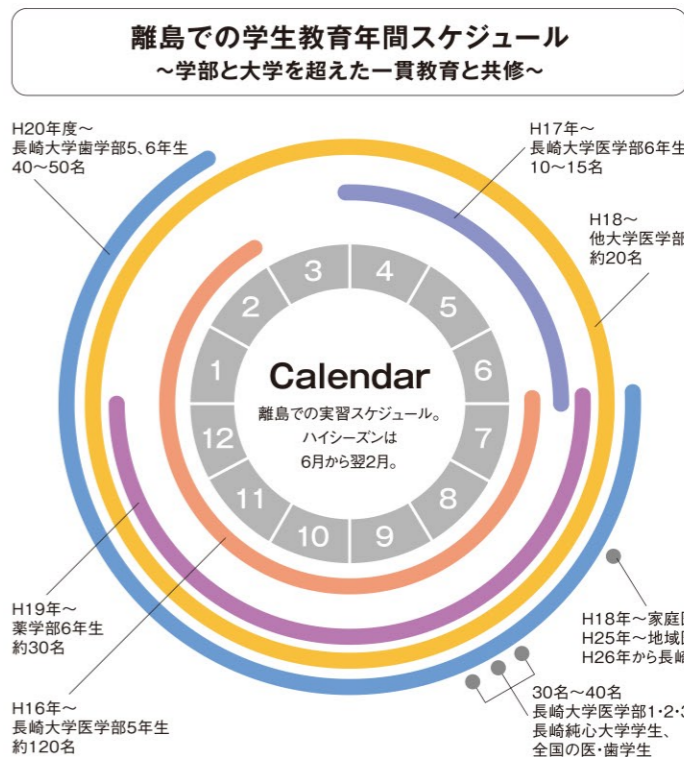 離島での学生教育年間スケジュール
〜学部と大学を超えた一貫教育と共修〜
H20年度〜
長崎大学歯学部5、6年生
40〜50名
H17年〜
長崎大学医学部6年生
10〜15名
H18〜
他大学医学部
約20名
1
2
3
4
5
6
7
8
9
10
11
12
Calendar
離島での実習スケジュール。
ハイシーズンは
6月から翌2月。
H19年〜
薬学部6年生
約30名
H16年〜
長崎大学医学部5年生
約120名
H18年〜家庭
H25年〜地域
H26年から長崎
30名〜40名
長崎大学医学部1・2・3
長崎純心大学学生、
全国の医・歯学生